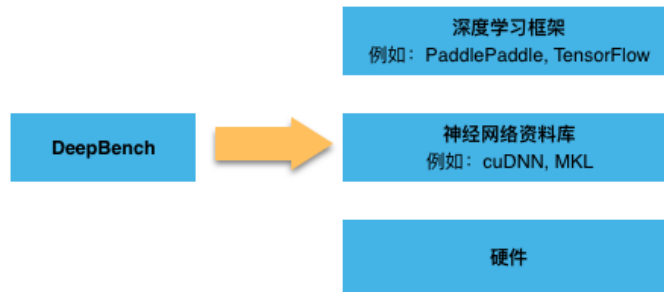 深度学习框架
例如：PaddlePaddle, TensorFlow
DeepBench
神经网络资料库
例如：cuDNN, MKL
硬件